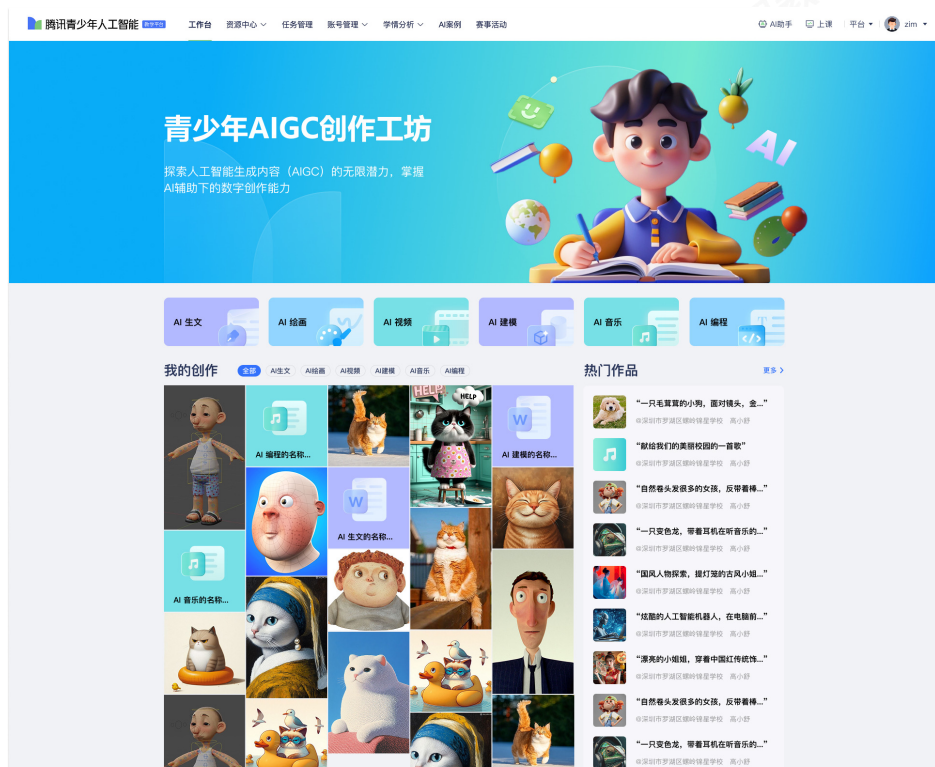 腾讯青少年人工智能 教学平台
工作台 资源中心 任务管理 账号管理 学情分析 AI案例 赛事活动
AI助手 上课 平台 zim
青少年AIGC创作工坊
探索人工智能生成内容（AIGC）的无限潜力，掌握
AI辅助下的数字创作能力
AI
AI 生文
AI 绘画
AI 视频
AI 建模
AI 音乐
AI 编程
我的创作
全部 AI生文 AI绘画 AI视频 AI建模 AI音乐 AI编程
AI 编程的名称...
HELP
HELP
W
AI 建模的名称...
W
AI 生文的名称...
AI 音乐的名称...
热门作品
更多
“一只毛茸茸的小狗，面对镜头，金...”
@深圳市罗湖区螺岭锦星学校 高小舒
“献给我们的美丽校园的一首歌”
@深圳市罗湖区螺岭锦星学校 高小舒
“自然卷头发很多的女孩，反带着棒...”
@深圳市罗湖区螺岭锦星学校 高小舒
“一只变色龙，带着耳机在听音乐的...”
@深圳市罗湖区螺岭锦星学校 高小舒
“国风人物探索，提灯笼的古风小姐...”
@深圳市罗湖区螺岭锦星学校 高小舒
“炫酷的人工智能机器人，在电脑前...”
@深圳市罗湖区螺岭锦星学校 高小舒
“漂亮的小姐姐，穿着中国红传统饰...”
@深圳市罗湖区螺岭锦星学校 高小舒
“自然卷头发很多的女孩，反带着棒...”
@深圳市罗湖区螺岭锦星学校 高小舒
“一只变色龙，带着耳机在听音乐的...”
@深圳市罗湖区螺岭锦星学校 高小舒